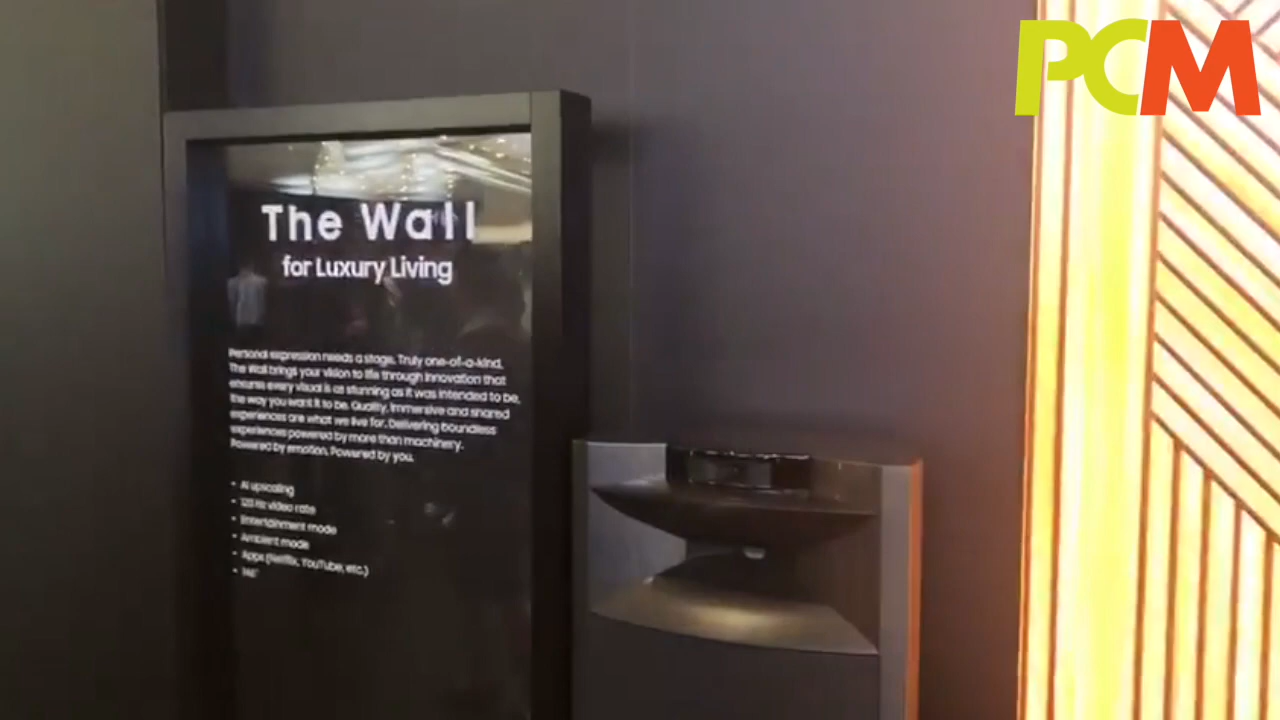 PCM
The Wall
for Luxury Living
Personal expression needs a stage. Truly one-of-a-kind.
The Wall brings your vision to life through innovation that
ensures every visual is as stunning as it was intended to be,
the way you want it to be. Quality, immersive and shared
experiences are what we live for. Delivering boundless
experiences powered by more than machinery.
Powered by emotion. Powered by you.
• AI upscaling
• 120 Hz video rate
• Entertainment mode
• Ambient mode
• Apps (Netflix, YouTube, etc.)
• 146"